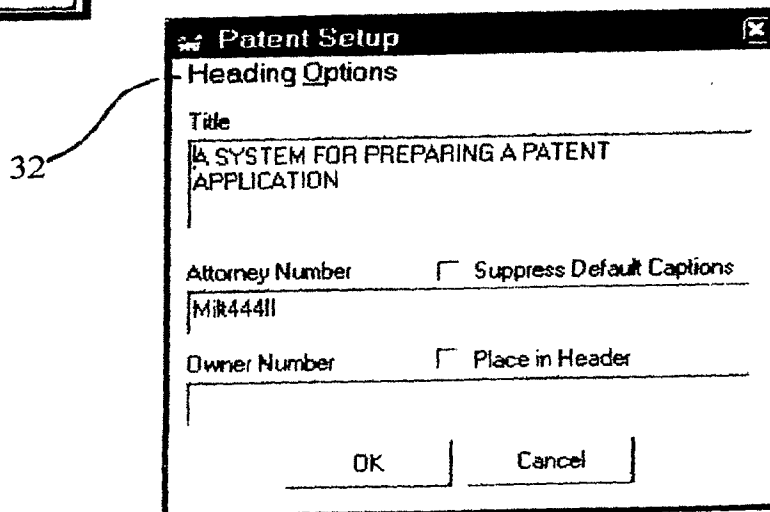 Patent Setup
Heading Options
32
Title
A SYSTEM FOR PREPARING A PATENT
APPLICATION
Attorney Number Suppress Default Captions
Owner Number Place in Header
OK Cancel